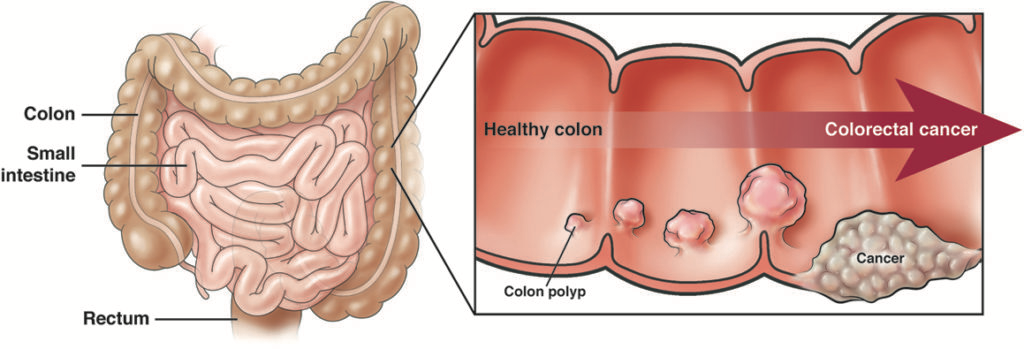 Colon
Small
intestine
Rectum
Healthy colon
Colorectal cancer
Colon polyp
Cancer